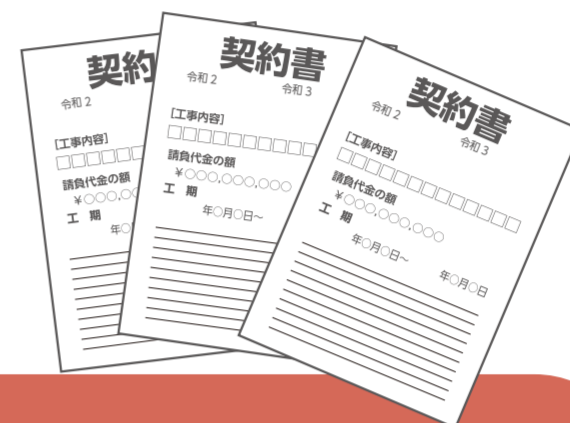 契約
令和2
[工事内容]
□□□□□□
請負代金の額
￥○○○,○○
工 期
年○
契約書
令和2
令和3
[工事内容]
□□□□□□□□□□□
請負代金の額
￥○○○,○○○,○○○
工 期
年○月○日～
契約書
令和2
令和3
[工事内容]
□□□□□□□□□□□□□
請負代金の額
￥○○○,○○○,○○○
工 期
年○月○日～
年○月○日